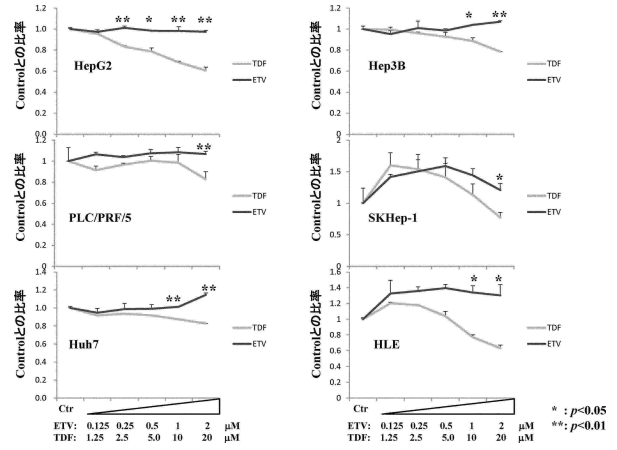 Controlとの比率
1.2
1.0
0.8
0.6
0.4
0.2
0.0
** * ** **
HepG2
TDF
ETV
Controlとの比率
1.2
1
0.8
0.6
0.4
0.2
0.0
* **
Hep3B
TDF
ETV
Controlとの比率
1.2
1
0.8
0.6
0.4
0.2
0
**
PLC/PRF/5
TDF
ETV
Controlとの比率
2
1.5
1
0.5
0
*
SKHep-1
TDF
ETV
Controlとの比率
1.4
1.2
1.0
0.8
0.6
0.4
0.2
0.0
** **
Huh7
TDF
ETV
Controlとの比率
1.6
1.4
1.2
1
0.8
0.6
0.4
0.2
0.0
* *
HLE
TDF
ETV
Ctr
ETV: 0.125 0.25 0.5 1 2 μM
TDF: 1.25 2.5 5.0 10 20 μM
Ctr
ETV: 0.125 0.25 0.5 1 2 μM
TDF: 1.25 2.5 5.0 10 20 μM
* : p<0.05
**: p<0.01